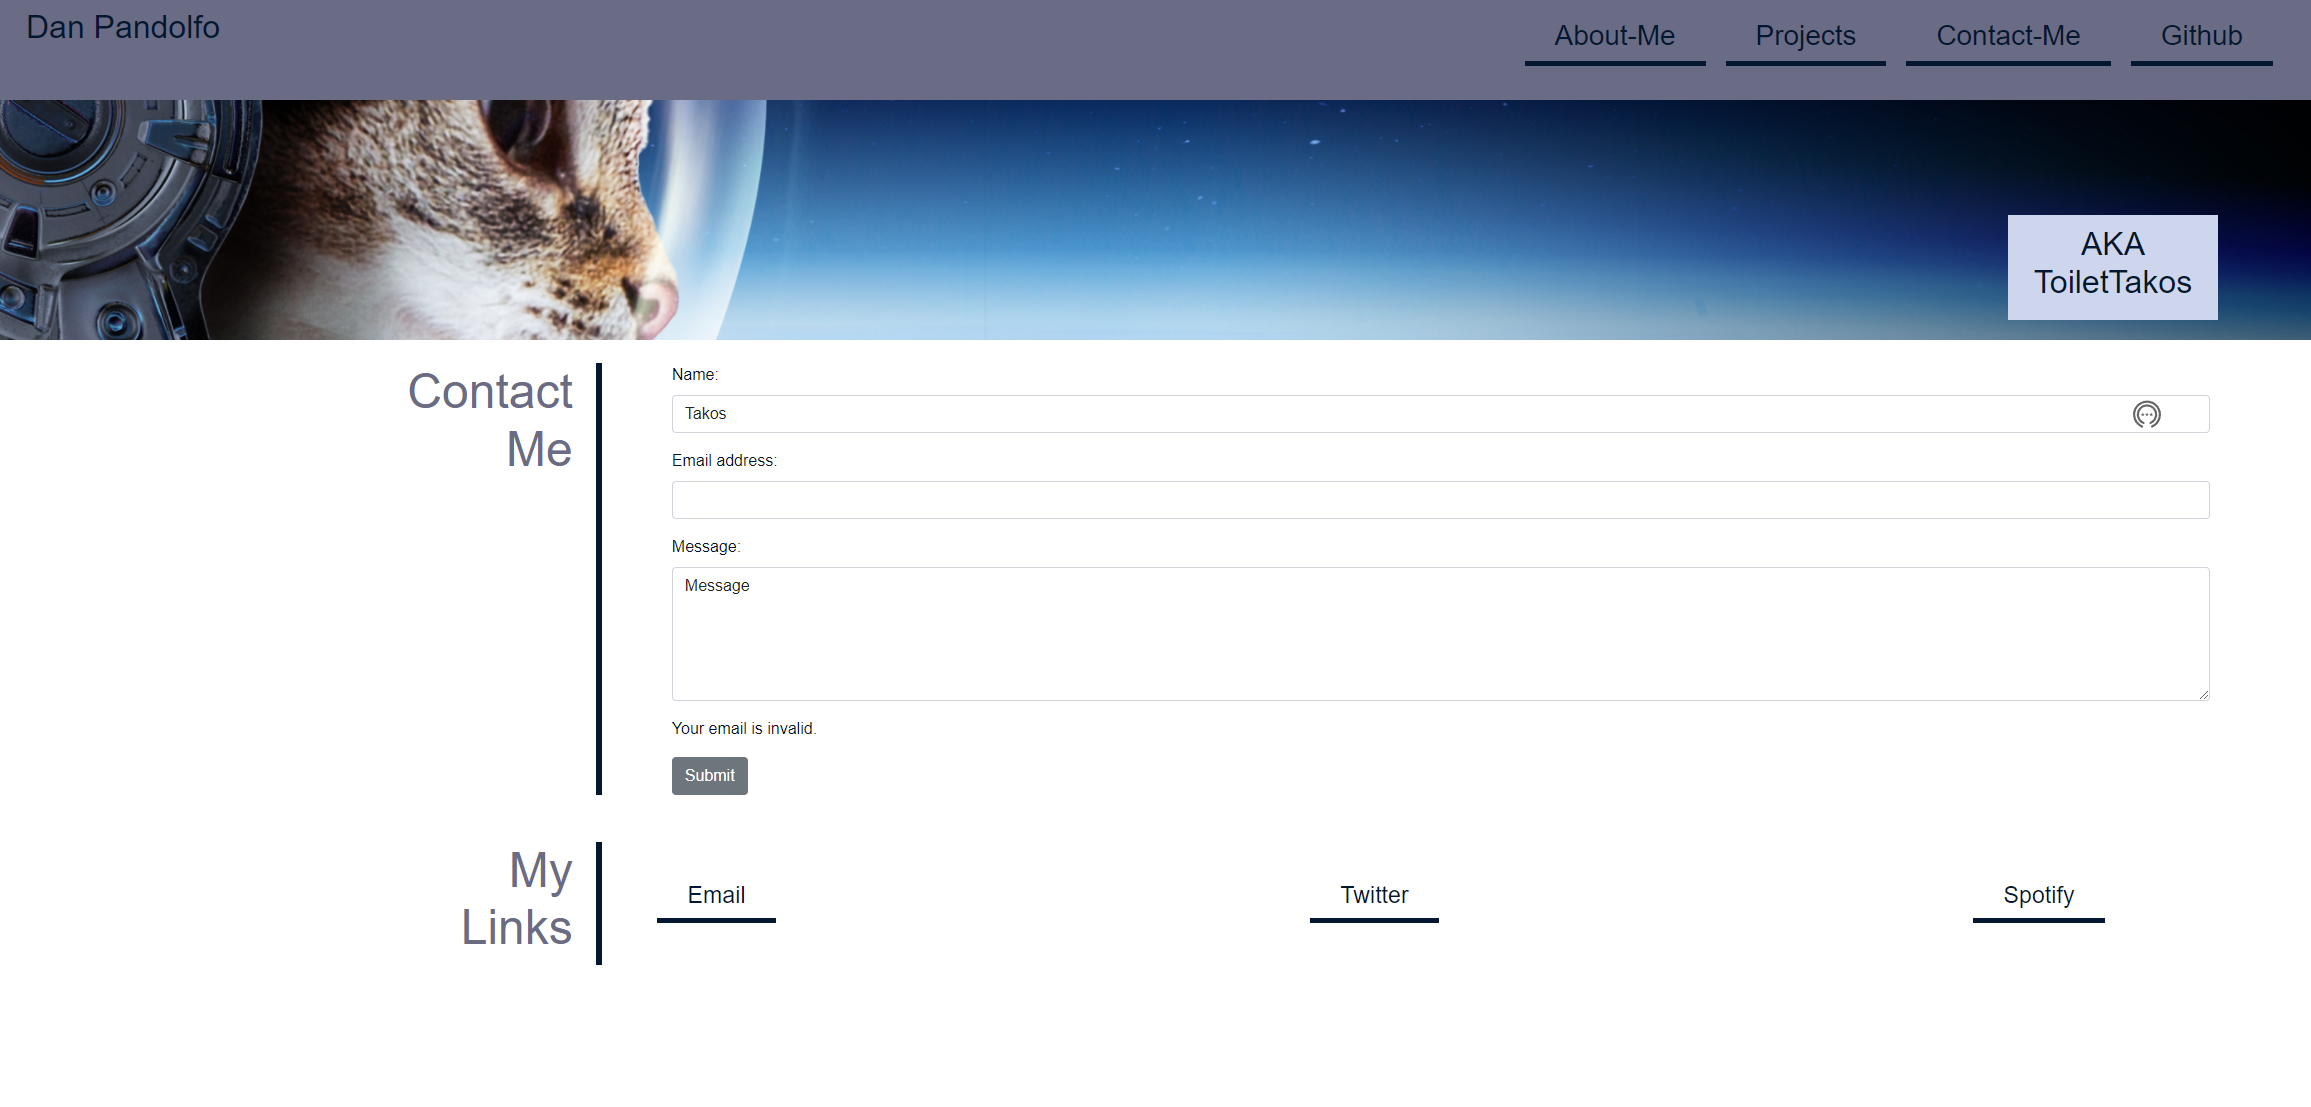 Dan Pandolfo
About-Me Projects Contact-Me Github
AKA
ToiletTakos
Contact
Me
Name:
Takos
Email address:
Message:
Message
Your email is invalid.
Submit
My
Links
Email Twitter Spotify